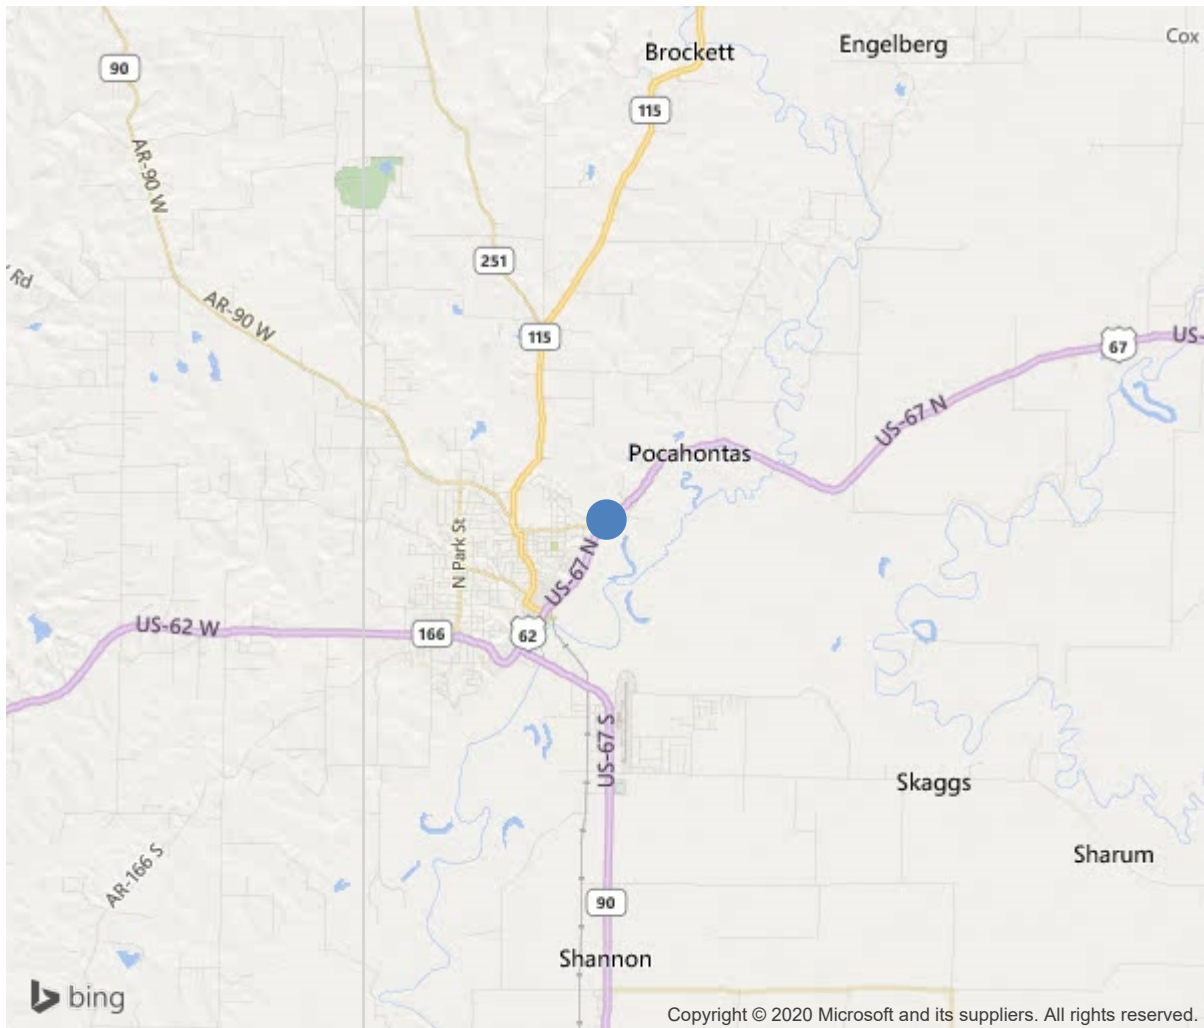 Brockett
Engelberg
Cox
90
115
AR-90 W
251
Rd
AR-90 W
115
67
US-
US-67 N
Pocahontas
N Park St
US-67 N
US-62 W
166
62
US-67 S
Skaggs
Sharum
AR-166 S
90
Shannon
bing
Copyright © 2020 Microsoft and its suppliers. All rights reserved.